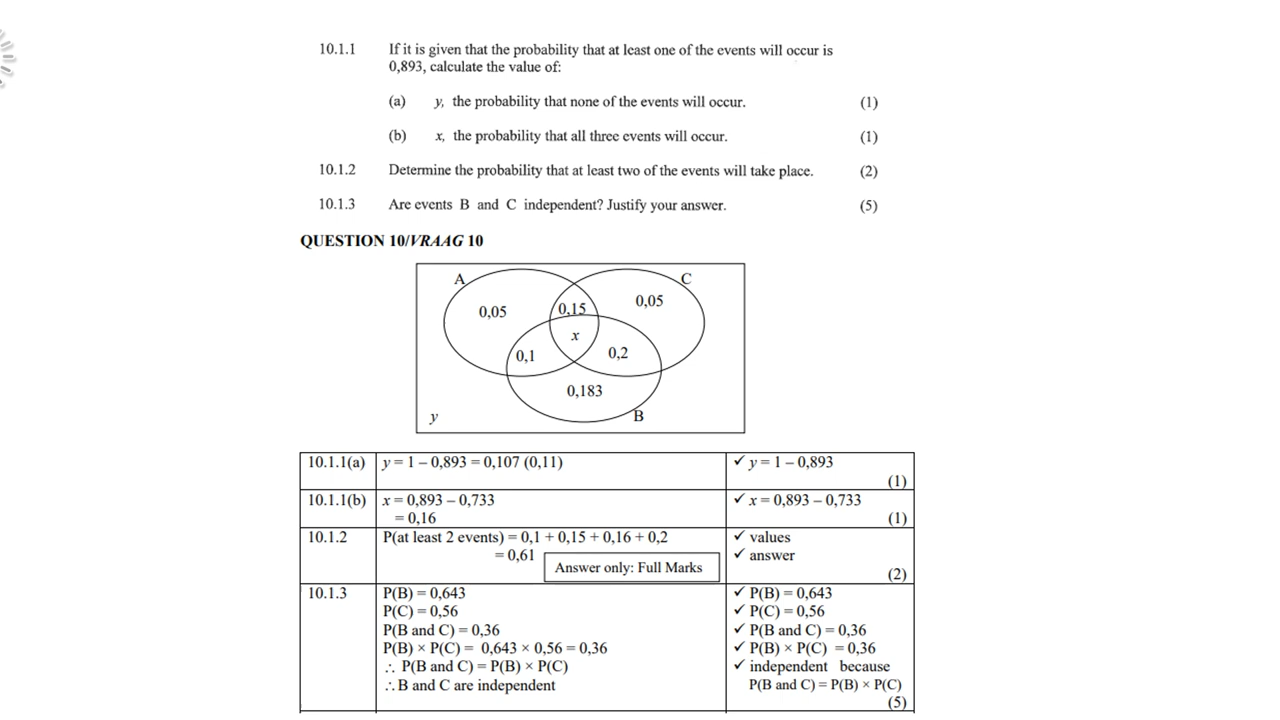 10.1.1 If it is given that the probability that at least one of the events will occur is
0,893, calculate the value of:
(a) y, the probability that none of the events will occur. (1)
(b) x, the probability that all three events will occur. (1)
10.1.2 Determine the probability that at least two of the events will take place. (2)
10.1.3 Are events B and C independent? Justify your answer. (5)
QUESTION 10/VRAAG 10
A C
0,05 0,15 0,05
x
0,1 0,2
0,183
y B
10.1.1(a) y = 1 – 0,893 = 0,107 (0,11) ✓ y = 1 – 0,893
(1)
10.1.1(b) x = 0,893 – 0,733 ✓ x = 0,893 – 0,733
= 0,16 (1)
10.1.2 P(at least 2 events) = 0,1 + 0,15 + 0,16 + 0,2 ✓ values
= 0,61 ✓ answer
Answer only: Full Marks (2)
10.1.3 P(B) = 0,643 ✓ P(B) = 0,643
P(C) = 0,56 ✓ P(C) = 0,56
P(B and C) = 0,36 ✓ P(B and C) = 0,36
P(B) × P(C) = 0,643 × 0,56 = 0,36 ✓ P(B) × P(C) = 0,36
∴ P(B and C) = P(B) × P(C) ✓ independent because
∴ B and C are independent P(B and C) = P(B) × P(C)
(5)